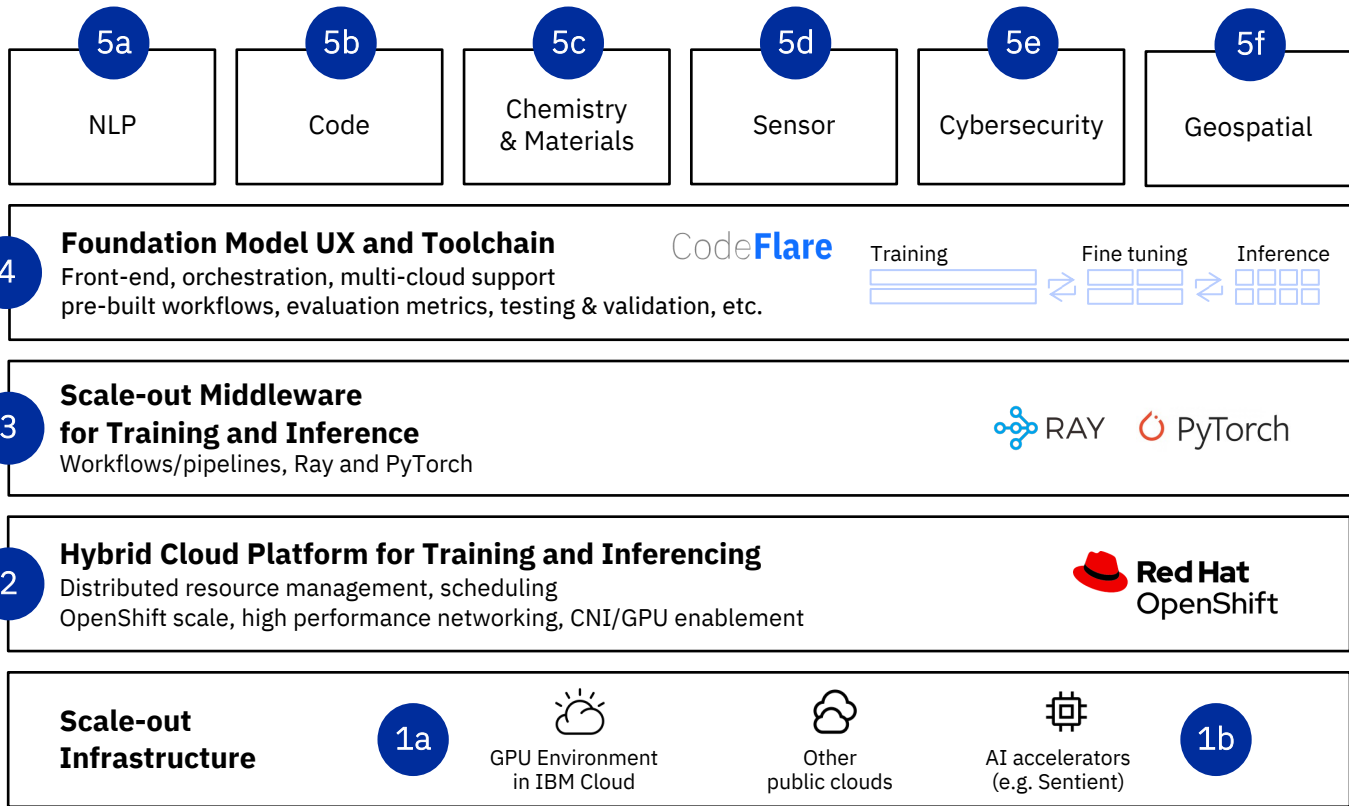 5a 5b 5c 5d 5e 5f
NLP
Code
Chemistry
& Materials
Sensor
Cybersecurity
Geospatial
4
Foundation Model UX and Toolchain
Front-end, orchestration, multi-cloud support
pre-built workflows, evaluation metrics, testing & validation, etc.
CodeFlare
Training
Fine tuning
Inference
3
Scale-out Middleware
for Training and Inference
Workflows/pipelines, Ray and PyTorch
RAY
PyTorch
2
Hybrid Cloud Platform for Training and Inferencing
Distributed resource management, scheduling
OpenShift scale, high performance networking, CNI/GPU enablement
Red Hat
OpenShift
Scale-out
Infrastructure
1a
GPU Environment
in IBM Cloud
Other
public clouds
AI accelerators
(e.g. Sentient)
1b